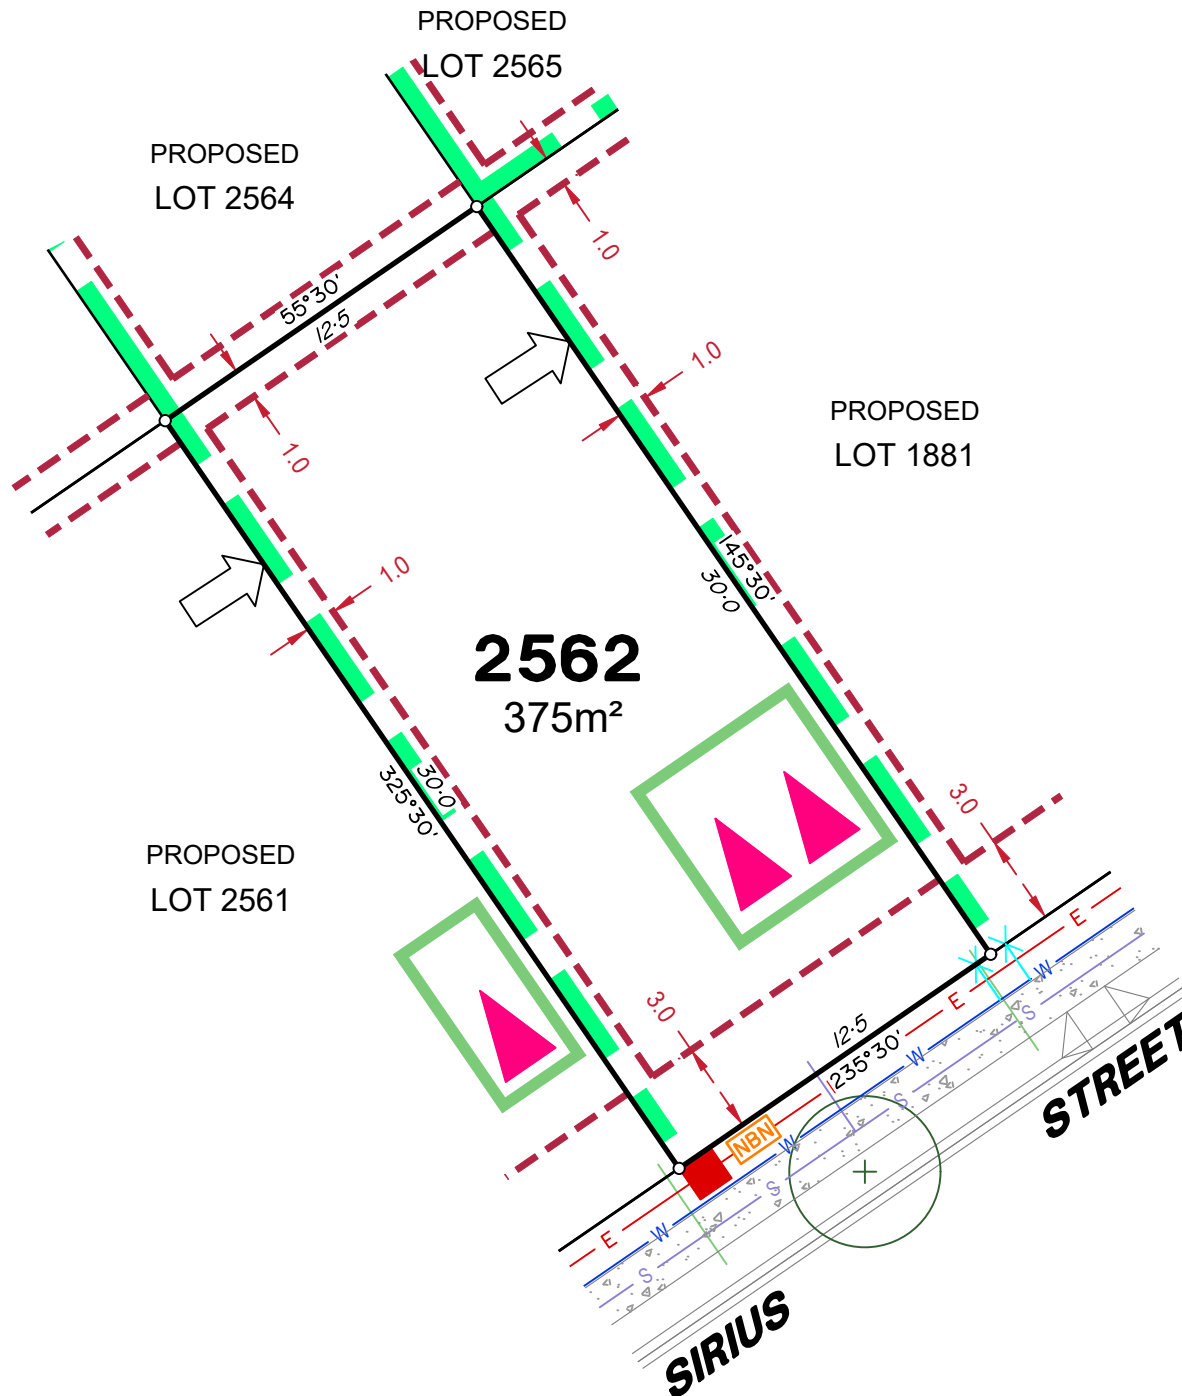 PROPOSED
LOT 2565
PROPOSED
LOT 2564
1.0
55°30'
12·5
1.0
PROPOSED
LOT 1881
1.0
1.0
145°30'
30·0
2562
375m²
30·0
325°30'
3.0
PROPOSED
LOT 2561
3.0
12·5
235°30'
E
E
W
S
W
S
NBN
W
S
E
W
S
STREET
SIRIUS